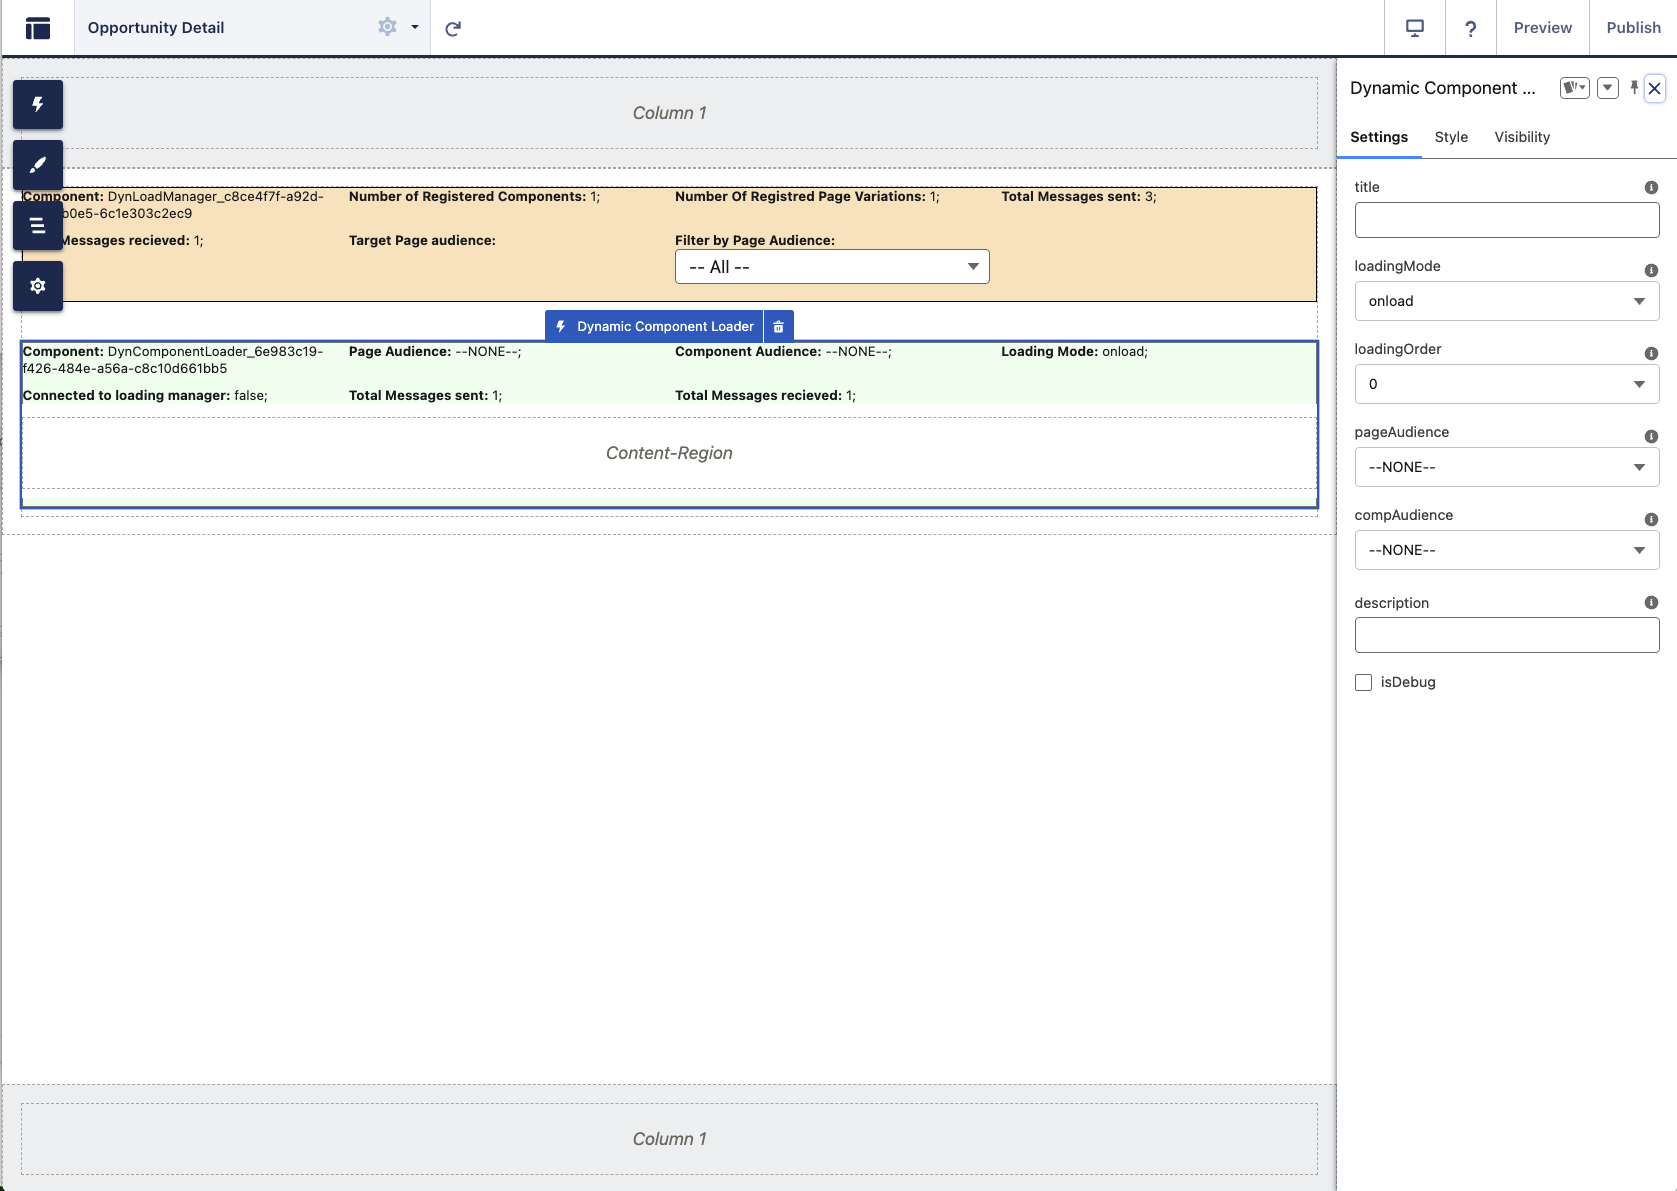 Opportunity Detail
?
Preview
Publish
Column 1
Component: DynLoadManager_c8ce4f7f-a92d-
b0e5-6c1e303c2ec9
Number of Registered Components: 1;
Number Of Registred Page Variations: 1;
Total Messages sent: 3;
Messages recieved: 1;
Target Page audience:
Filter by Page Audience:
-- All --
Dynamic Component Loader
Component: DynComponentLoader_6e983c19-
f426-484e-a56a-c8c10d661bb5
Page Audience: --NONE--;
Component Audience: --NONE--;
Loading Mode: onload;
Connected to loading manager: false;
Total Messages sent: 1;
Total Messages recieved: 1;
Content-Region
Column 1
Dynamic Component ...
Settings
Style
Visibility
title
loadingMode
onload
loadingOrder
0
pageAudience
--NONE--
compAudience
--NONE--
description
isDebug